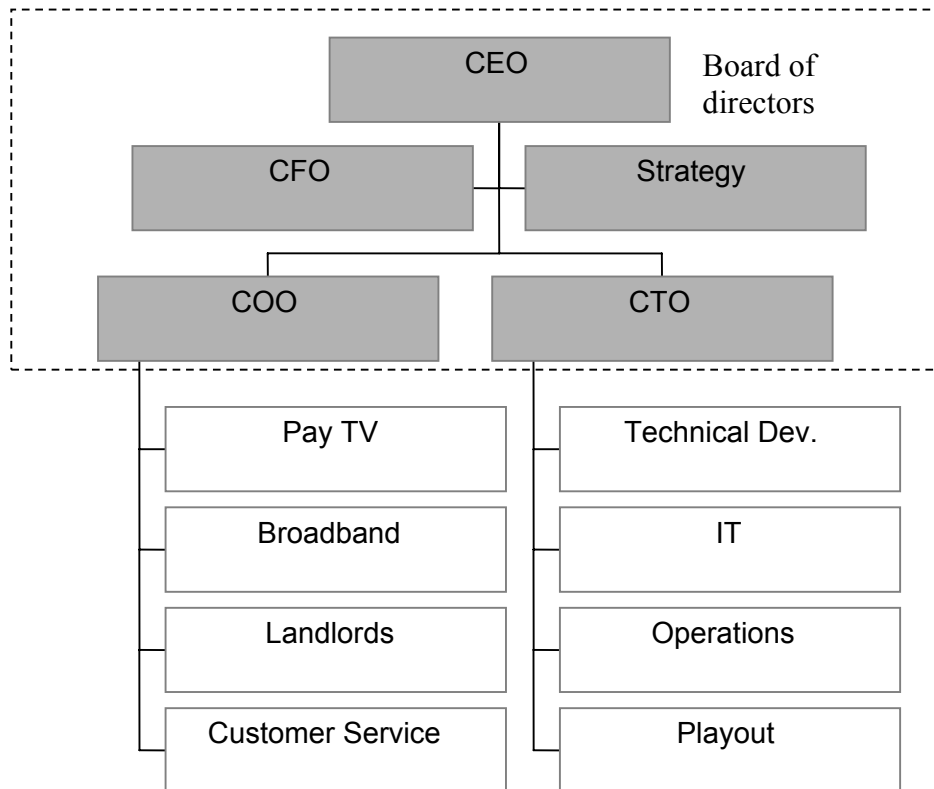 CEO
Board of
directors
CFO
Strategy
COO
CTO
Pay TV
Technical Dev.
Broadband
IT
Landlords
Operations
Customer Service
Playout